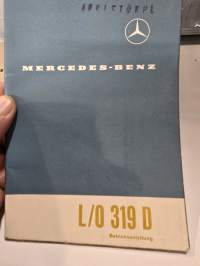 MERCEDES-BENZ
L/O 319 D
Betriebsanleitung